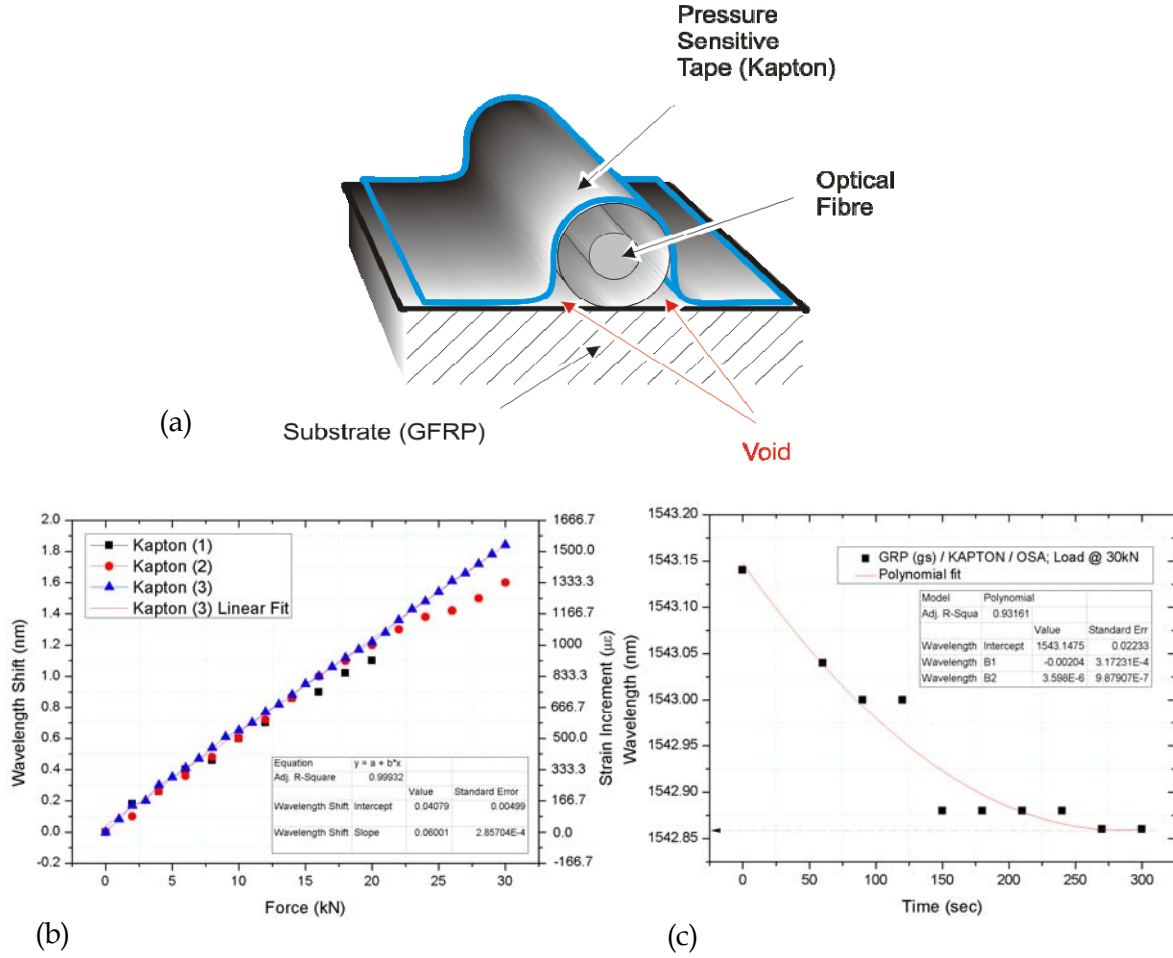 Pressure
Sensitive
Tape (Kapton)
Optical
Fibre
(a)
Substrate (GFRP)
Void
2.0
1.8
1.6
1.4
1.2
1.0
0.8
0.6
0.4
0.2
0.0
-0.2
Wavelength Shift (nm)
Kapton (1)
Kapton (2)
Kapton (3)
Kapton (3) Linear Fit
Equation y = a + b*x
Adj. R-Square 0.99932
Value Standard Error
Wavelength Shift Intercept 0.04079 0.00499
Wavelength Shift Slope 0.06001 2.85704E-4
1666.7
1500.0
1333.3
1166.7
1000
833.3
666.7
500.0
333.3
166.7
0.0
-166.7
Strain Increment (με)
0 5 10 15 20 25 30
Force (kN)
(b)
1543.20
1543.15
1543.10
1543.05
1543.00
1542.95
1542.90
1542.85
Wavelength (nm)
GRP (gs) / KAPTON / OSA; Load @ 30kN
Polynomial fit
Model Polynomial
Adj. R-Squa 0.93161
Value Standard Err
Wavelength Intercept 1543.1475 0.02233
Wavelength B1 -0.00204 3.17231E-4
Wavelength B2 3.598E-6 9.87907E-7
0 50 100 150 200 250 300
Time (sec)
(c)